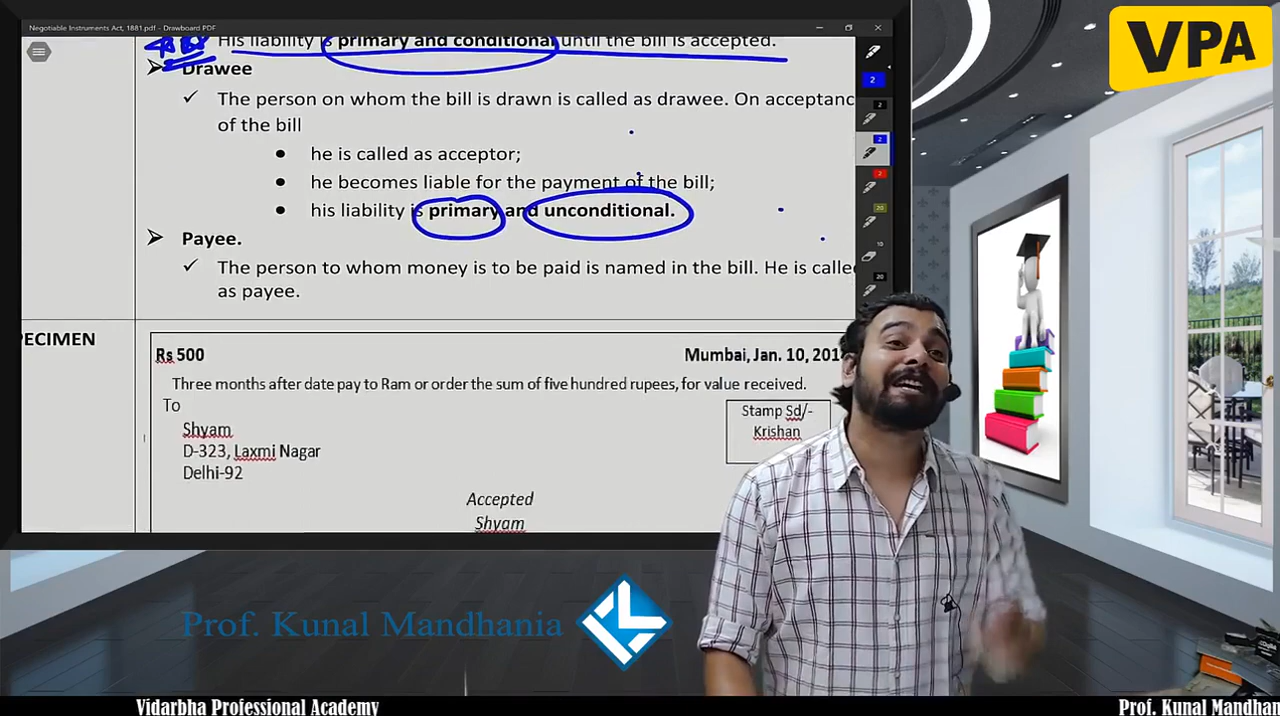 Negotiable Instruments Act, 1881.pdf - Drawboard PDF
VPA
His liability is primary and conditional until the bill is accepted.
Drawee
The person on whom the bill is drawn is called as drawee. On acceptanc
of the bill
he is called as acceptor;
he becomes liable for the payment of the bill;
his liability is primary and unconditional.
Payee.
The person to whom money is to be paid is named in the bill. He is calle
as payee.
PECIMEN
Rs 500
Mumbai, Jan. 10, 201
Three months after date pay to Ram or order the sum of five hundred rupees, for value received.
To
Stamp Sd/-
Shyam
Krishan
D-323, Laxmi Nagar
Delhi-92
Accepted
Shyam
Prof. Kunal Mandhania
Vidarbha Professional Academy
Prof. Kunal Mandhan